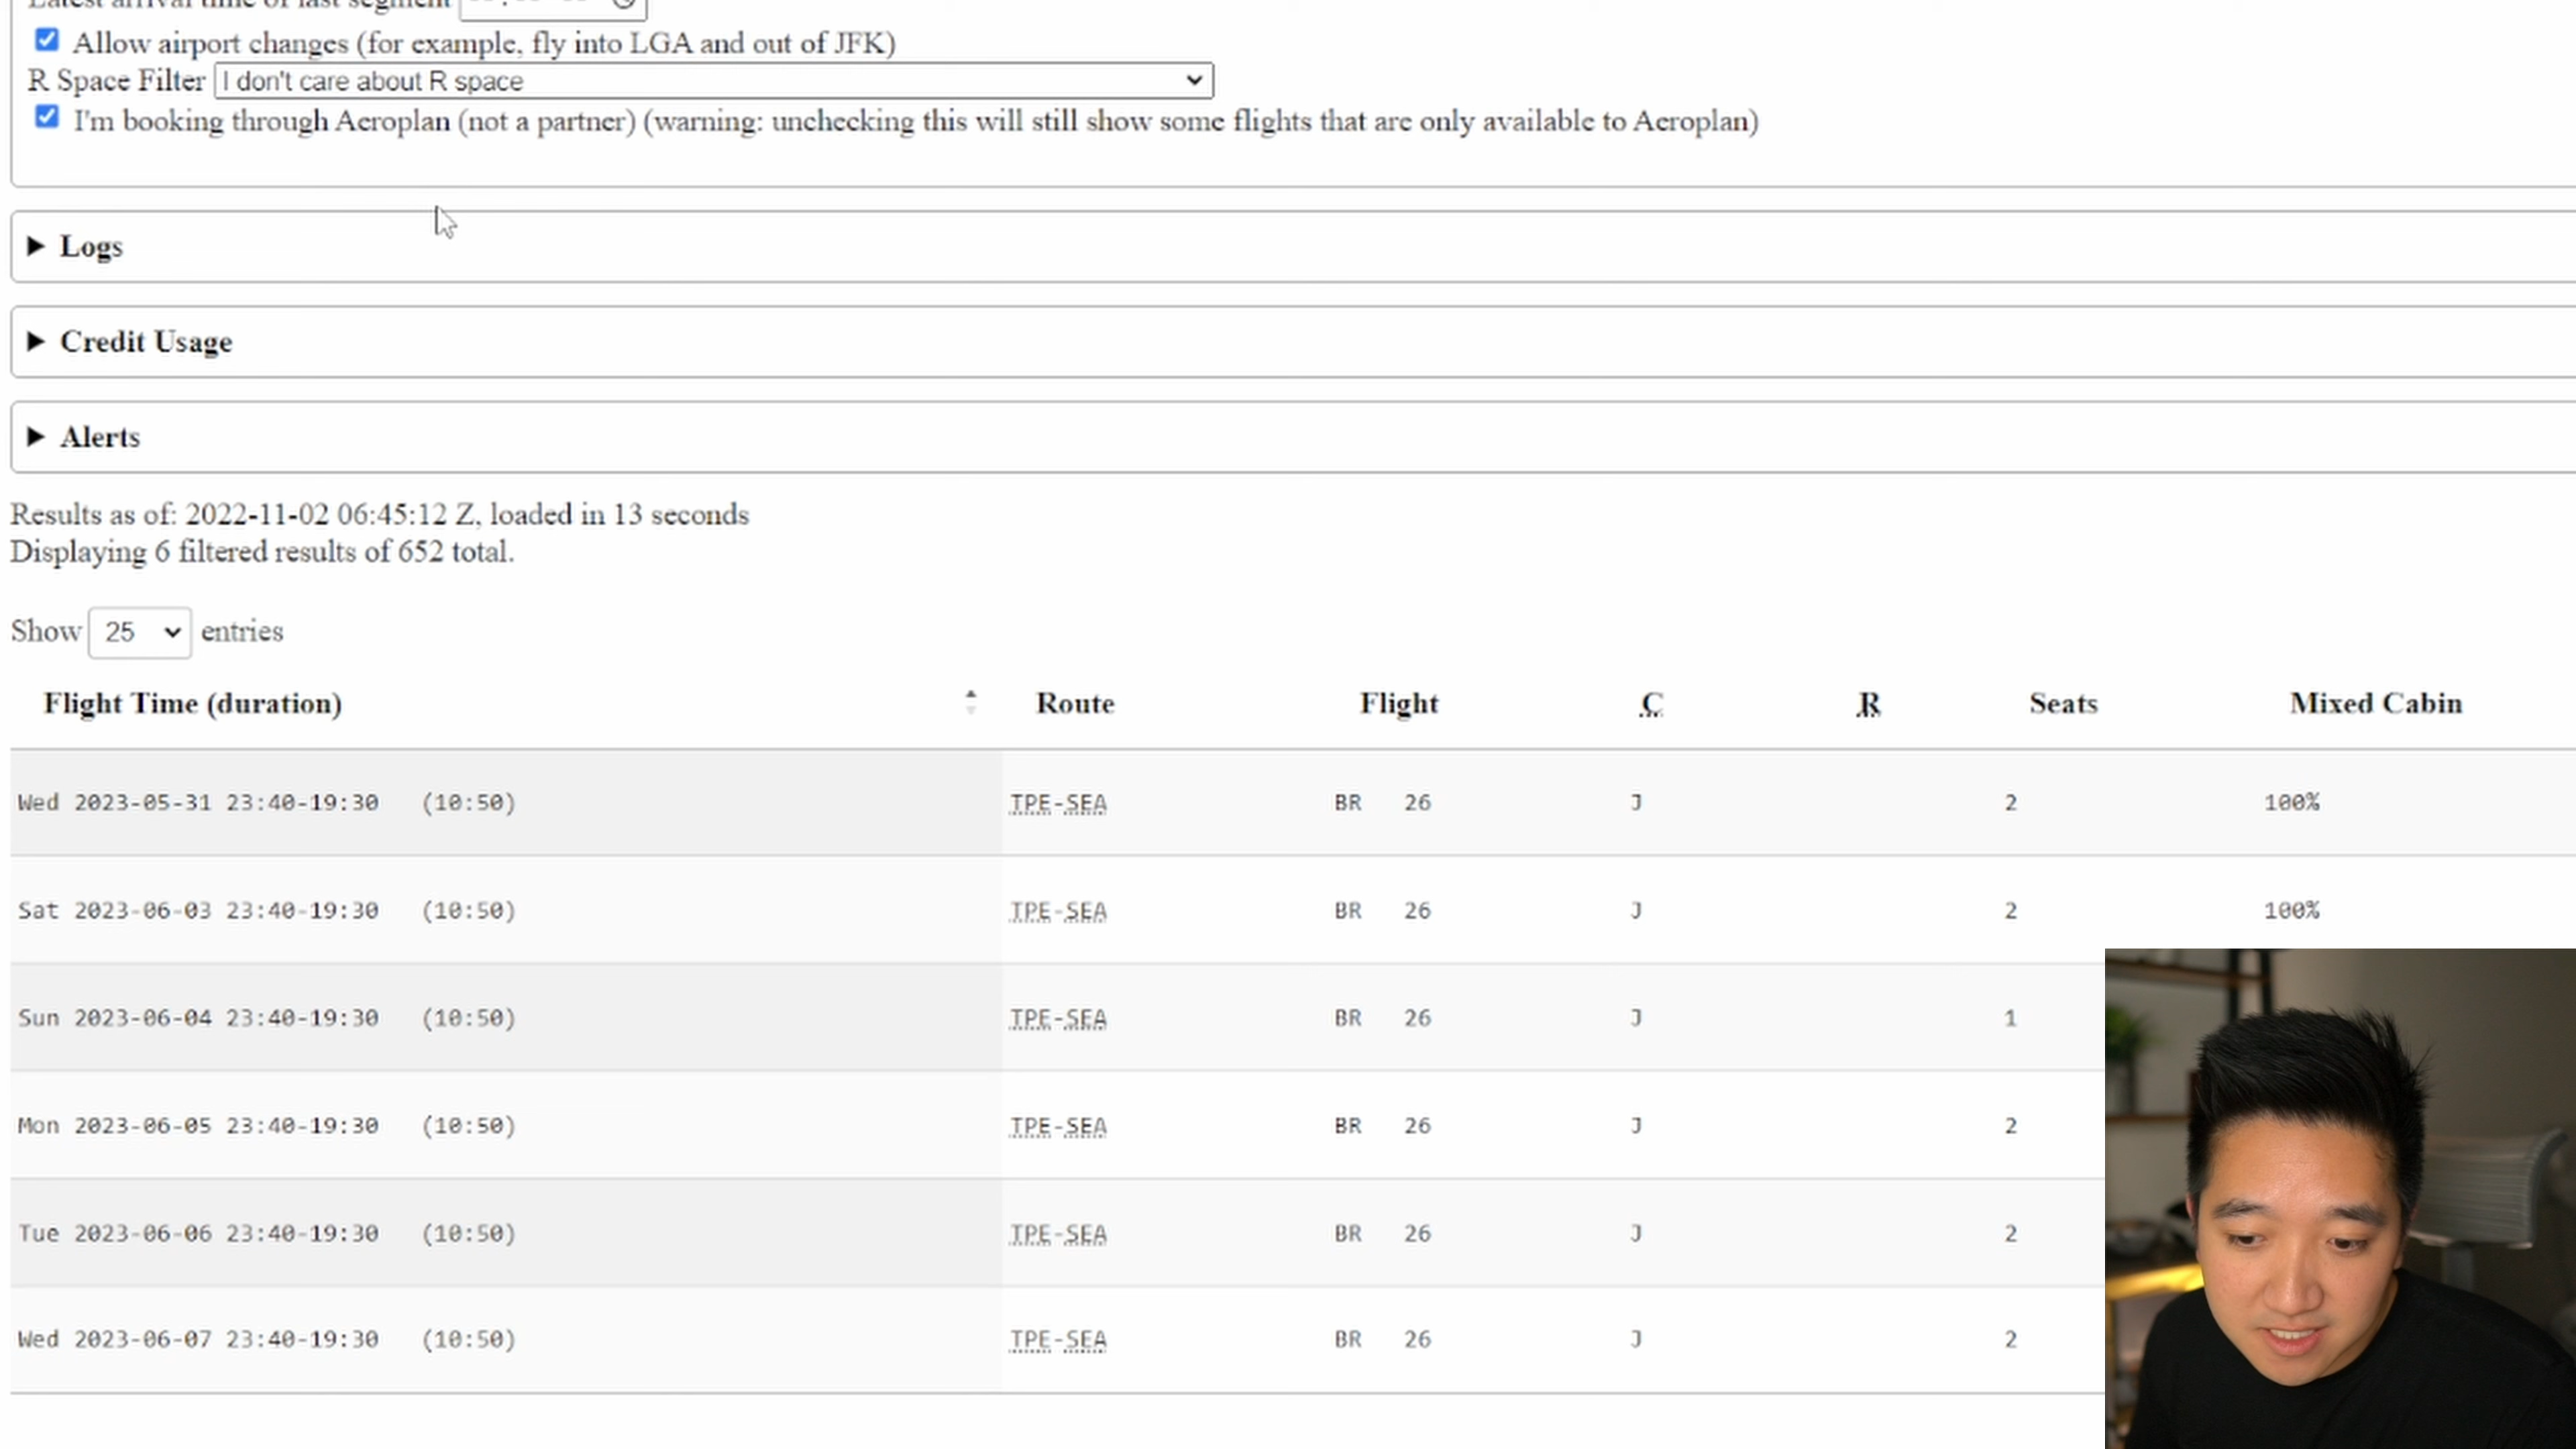 Latest arrival time of last segment
Allow airport changes (for example, fly into LGA and out of JFK)
R Space Filter I don't care about R space
I'm booking through Aeroplan (not a partner) (warning: unchecking this will still show some flights that are only available to Aeroplan)
Logs
Credit Usage
Alerts
Results as of: 2022-11-02 06:45:12 Z, loaded in 13 seconds
Displaying 6 filtered results of 652 total.
Show 25 entries
Flight Time (duration) Route Flight C R Seats Mixed Cabin
Wed 2023-05-31 23:40-19:30 (10:50) TPE-SEA BR 26 J 2 100%
Sat 2023-06-03 23:40-19:30 (10:50) TPE-SEA BR 26 J 2 100%
Sun 2023-06-04 23:40-19:30 (10:50) TPE-SEA BR 26 J 1
Mon 2023-06-05 23:40-19:30 (10:50) TPE-SEA BR 26 J 2
Tue 2023-06-06 23:40-19:30 (10:50) TPE-SEA BR 26 J 2
Wed 2023-06-07 23:40-19:30 (10:50) TPE-SEA BR 26 J 2